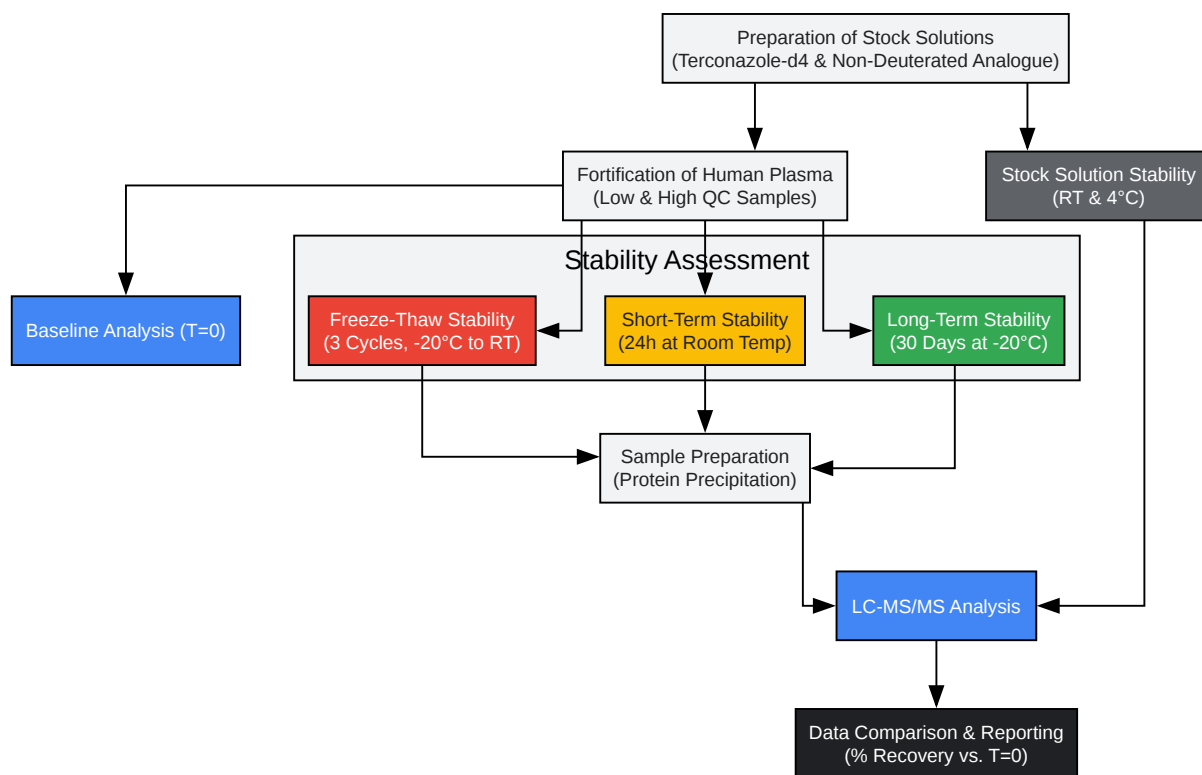 Preparation of Stock Solutions
(Terconazole-d4 & Non-Deuterated Analogue)
Fortification of Human Plasma
(Low & High QC Samples)
Stock Solution Stability
(RT & 4°C)
Stability Assessment
Baseline Analysis (T=0)
Freeze-Thaw Stability
(3 Cycles, -20°C to RT)
Short-Term Stability
(24h at Room Temp)
Long-Term Stability
(30 Days at -20°C)
Sample Preparation
(Protein Precipitation)
LC-MS/MS Analysis
Data Comparison & Reporting
(% Recovery vs. T=0)